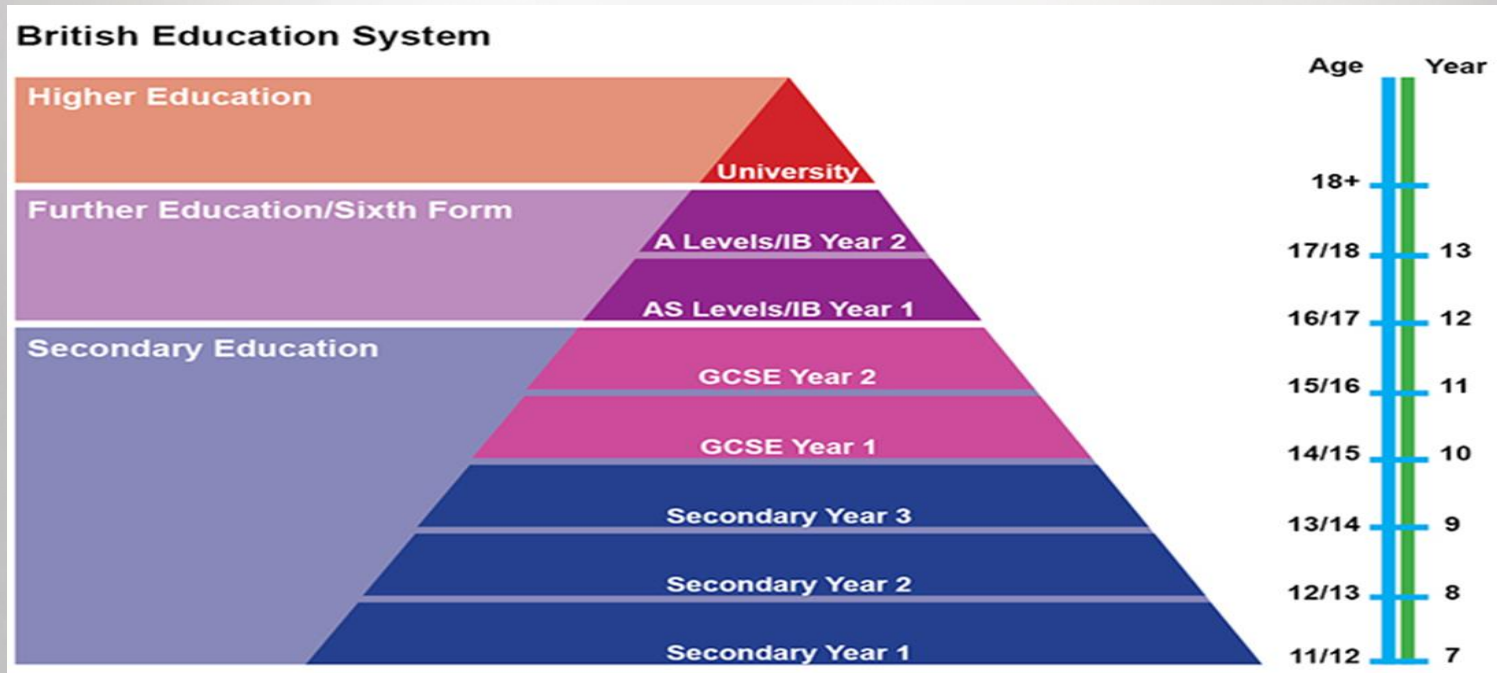 British Education System
Age Year
Higher Education
University
18+
Further Education/Sixth Form
A Levels/IB Year 2
17/18 13
AS Levels/IB Year 1
16/17 12
Secondary Education
GCSE Year 2
15/16 11
GCSE Year 1
14/15 10
Secondary Year 3
13/14 9
Secondary Year 2
12/13 8
Secondary Year 1
11/12 7